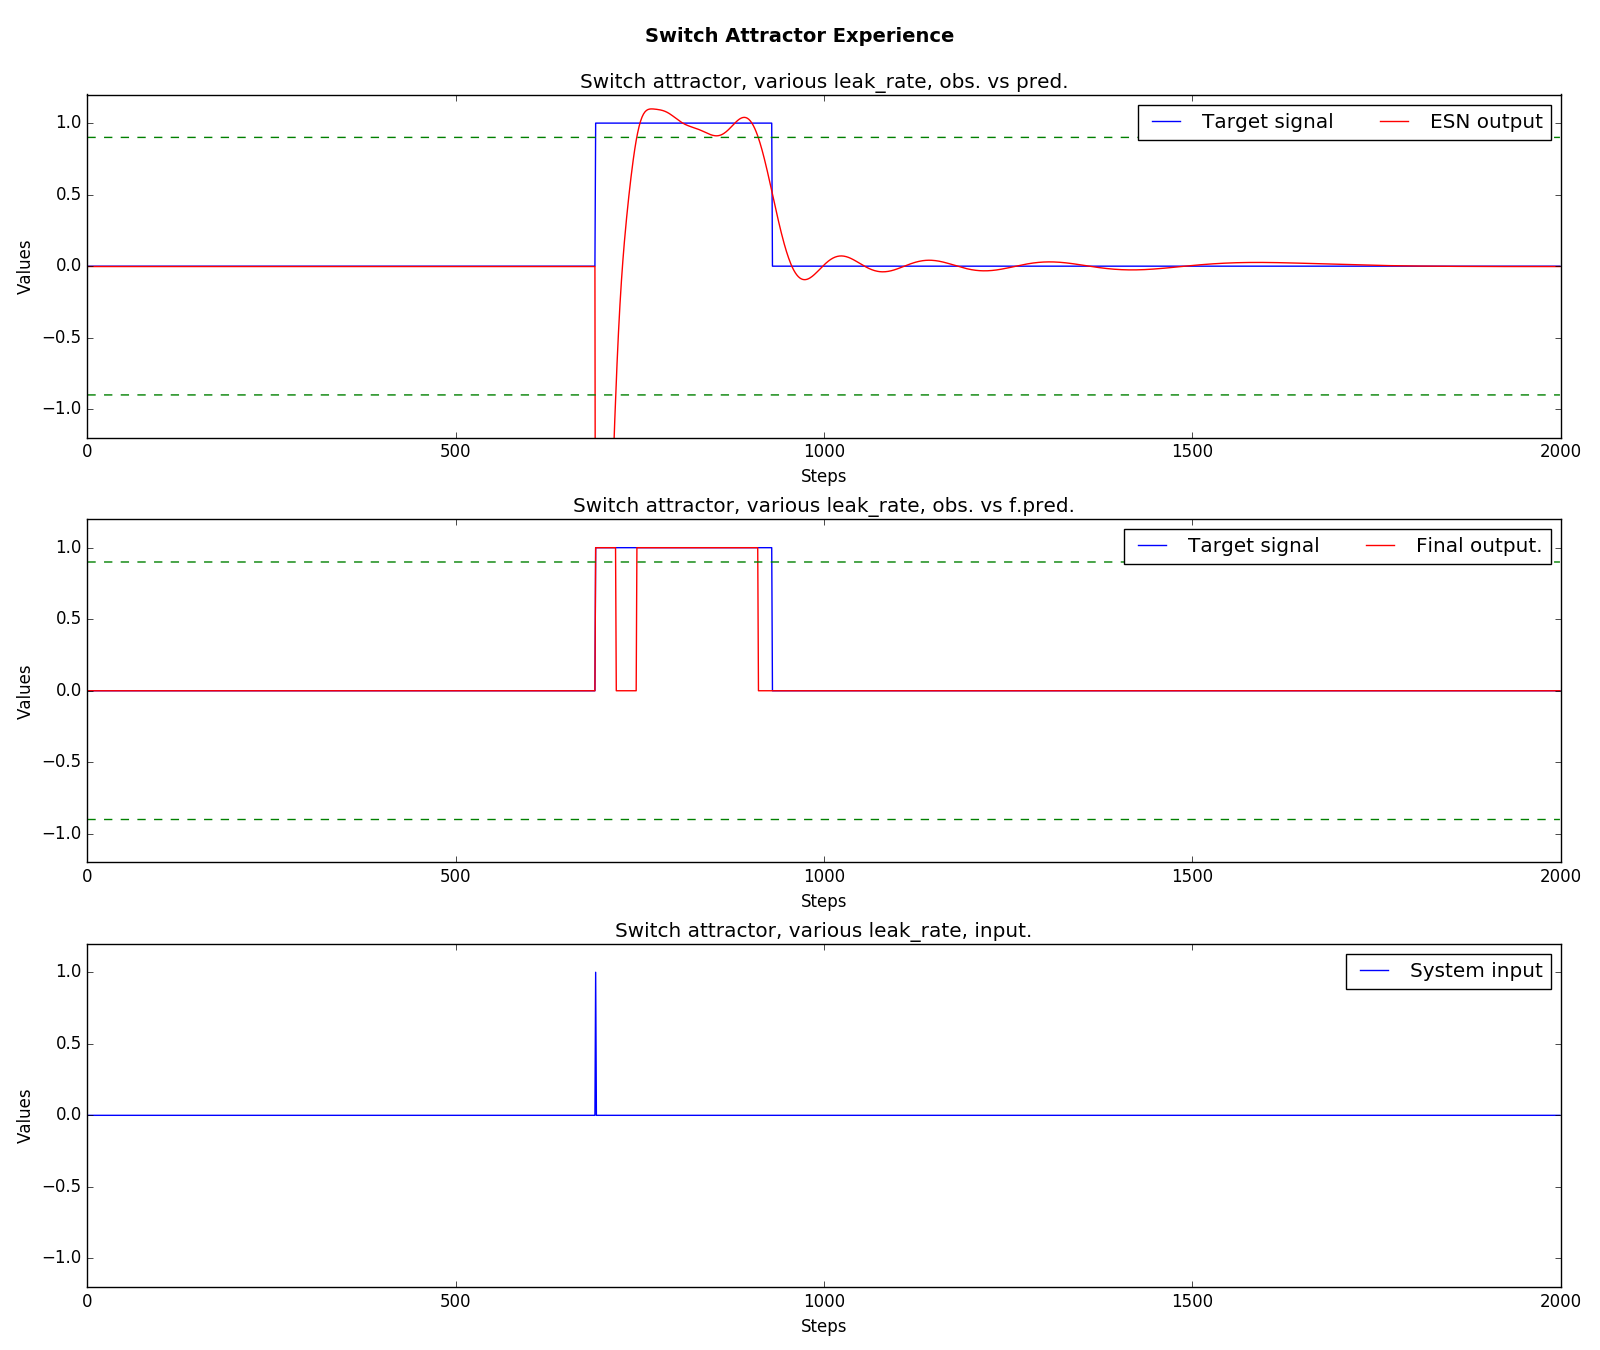 Switch Attractor Experience
Switch attractor, various leak_rate, obs. vs pred.
Target signal ESN output
Values
1.0
0.5
0.0
−0.5
−1.0
0 500 1000 1500 2000
Steps
Switch attractor, various leak_rate, obs. vs f.pred.
Target signal Final output.
Values
1.0
0.5
0.0
−0.5
−1.0
0 500 1000 1500 2000
Steps
Switch attractor, various leak_rate, input.
System input
Values
1.0
0.5
0.0
−0.5
−1.0
0 500 1000 1500 2000
Steps